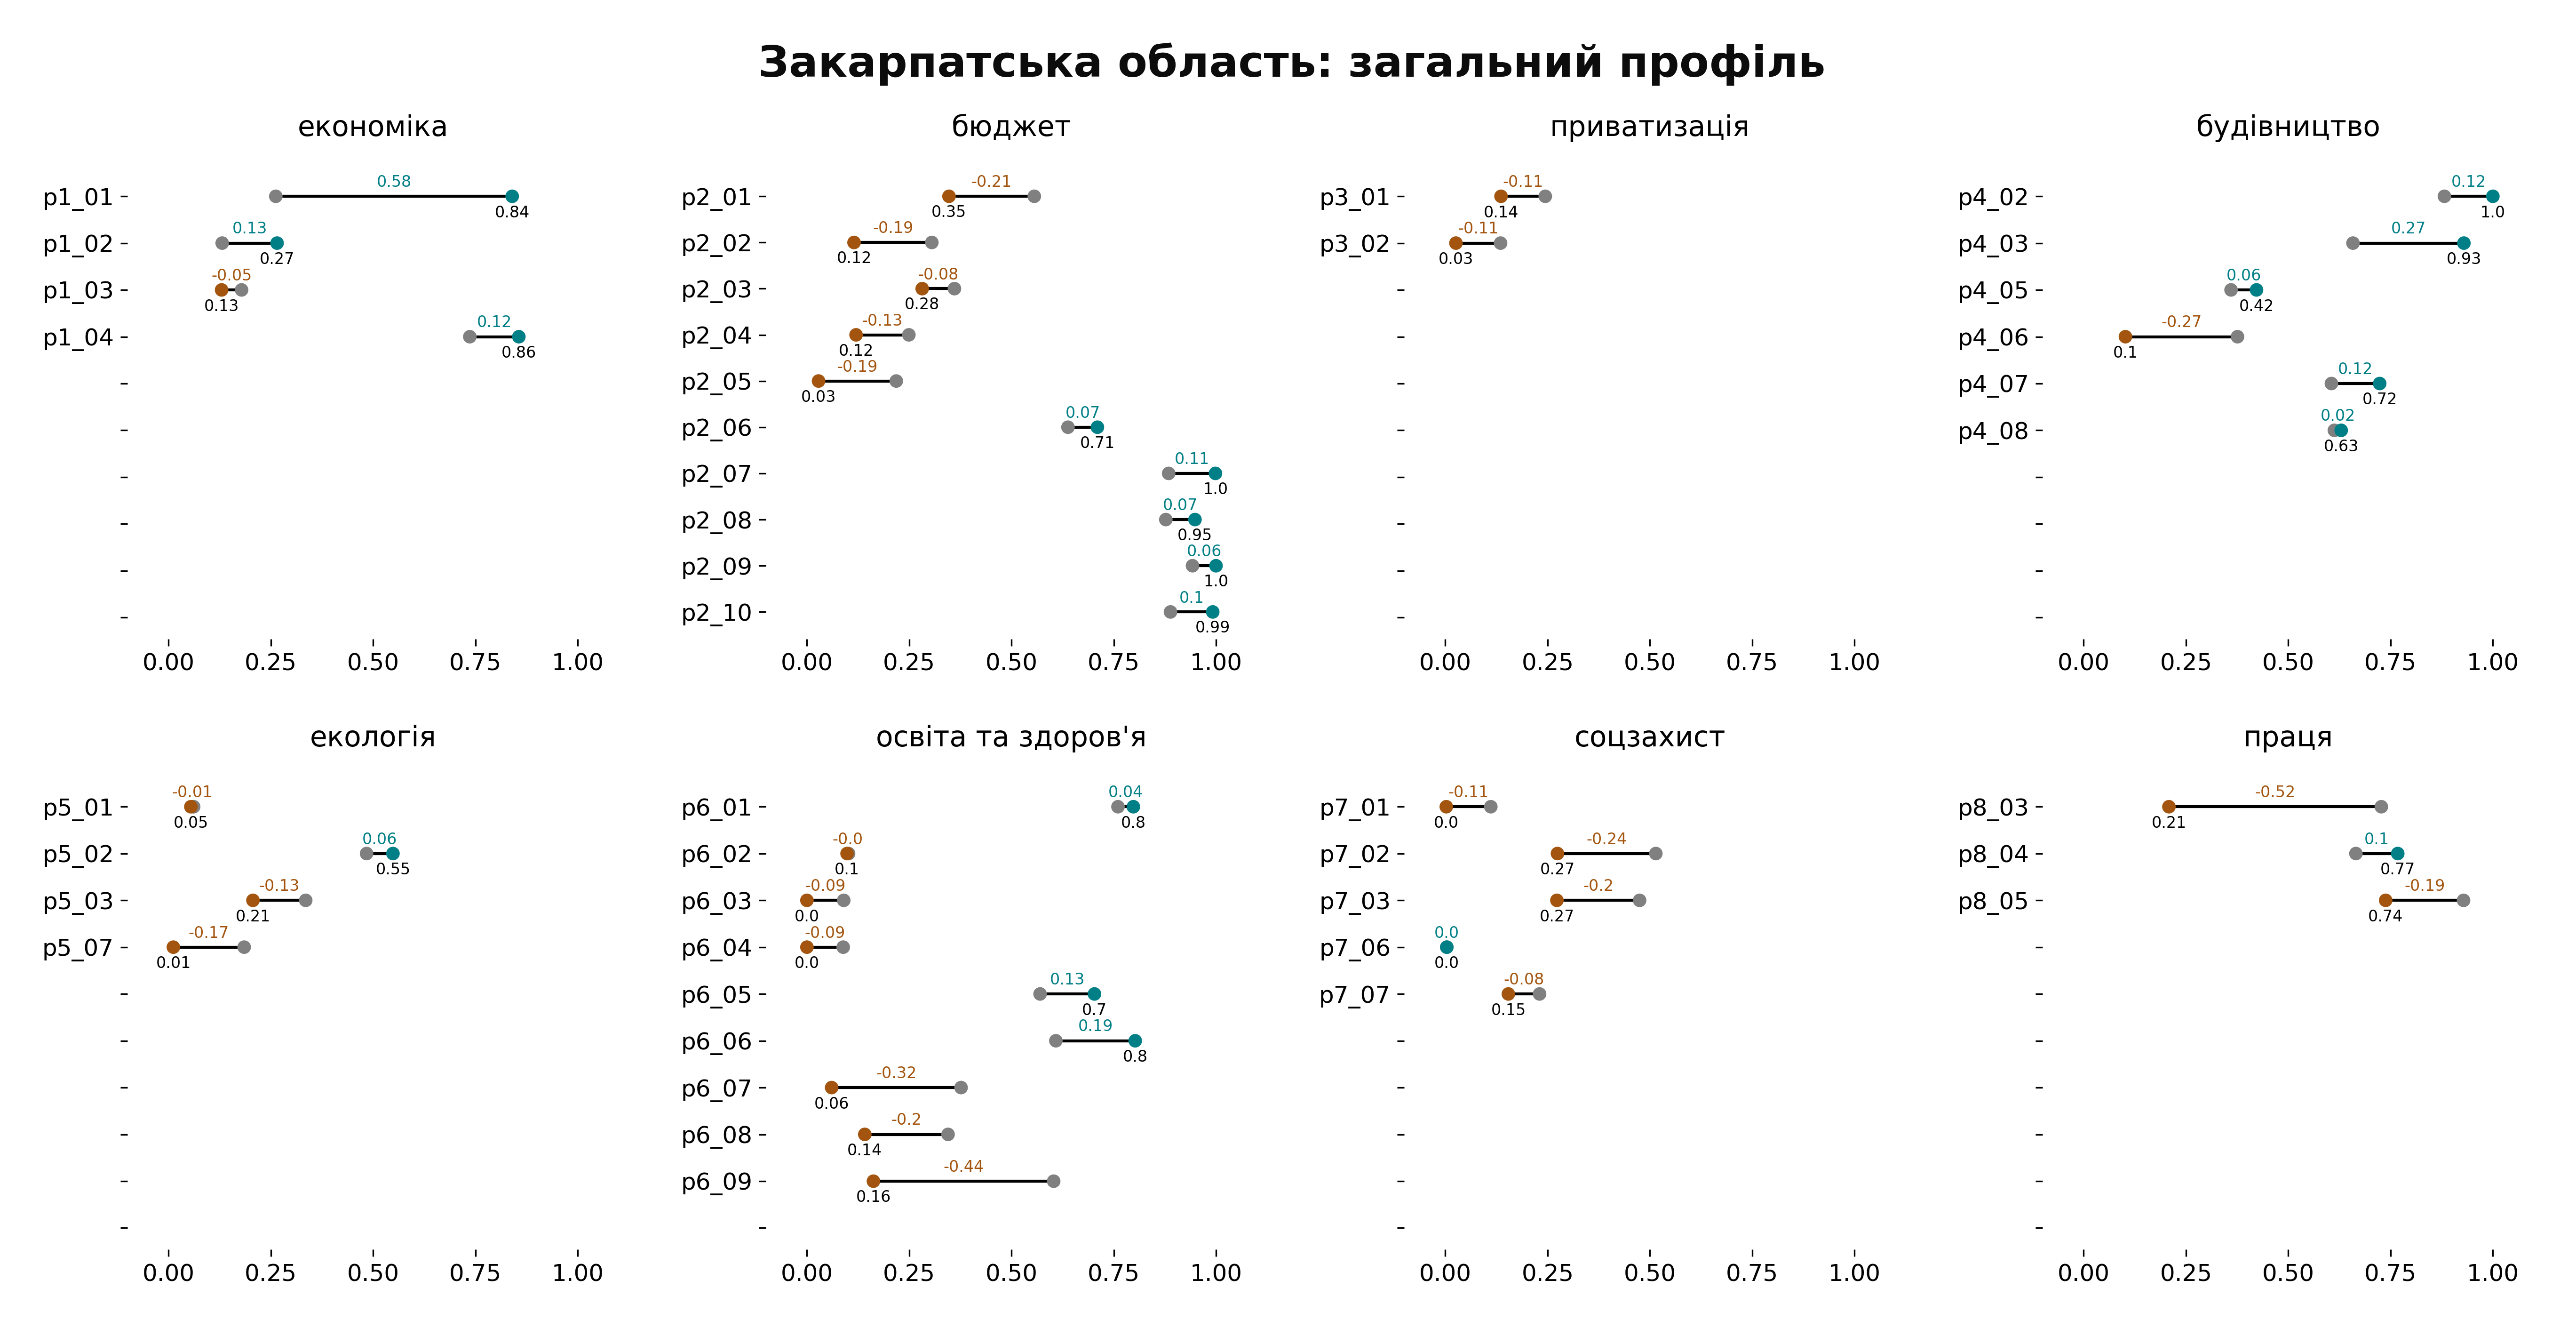 Закарпатська область: загальний профіль
економіка
p1_01
0.58
0.84
p1_02
0.13
0.27
p1_03
-0.05
0.13
p1_04
0.12
0.86
0.00 0.25 0.50 0.75 1.00
бюджет
p2_01
-0.21
0.35
p2_02
-0.19
0.12
p2_03
-0.08
0.28
p2_04
-0.13
0.12
p2_05
-0.19
0.03
p2_06
0.07
0.71
p2_07
0.11
1.0
p2_08
0.07
0.95
p2_09
0.06
1.0
p2_10
0.1
0.99
0.00 0.25 0.50 0.75 1.00
приватизація
p3_01
-0.11
0.14
p3_02
-0.11
0.03
0.00 0.25 0.50 0.75 1.00
будівництво
p4_02
0.12
1.0
p4_03
0.27
0.93
p4_05
0.06
0.42
p4_06
-0.27
0.1
p4_07
0.12
0.72
p4_08
0.02
0.63
0.00 0.25 0.50 0.75 1.00
екологія
p5_01
-0.01
0.05
p5_02
0.06
0.55
p5_03
-0.13
0.21
p5_07
-0.17
0.01
0.00 0.25 0.50 0.75 1.00
освіта та здоров'я
p6_01
0.04
0.8
p6_02
-0.0
0.1
p6_03
-0.09
0.0
p6_04
-0.09
0.0
p6_05
0.13
0.7
p6_06
0.19
0.8
p6_07
-0.32
0.06
p6_08
-0.2
0.14
p6_09
-0.44
0.16
0.00 0.25 0.50 0.75 1.00
соцзахист
p7_01
-0.11
0.0
p7_02
-0.24
0.27
p7_03
-0.2
0.27
p7_06
0.0
0.0
p7_07
-0.08
0.15
0.00 0.25 0.50 0.75 1.00
праця
p8_03
-0.52
0.21
p8_04
0.1
0.77
p8_05
-0.19
0.74
0.00 0.25 0.50 0.75 1.00